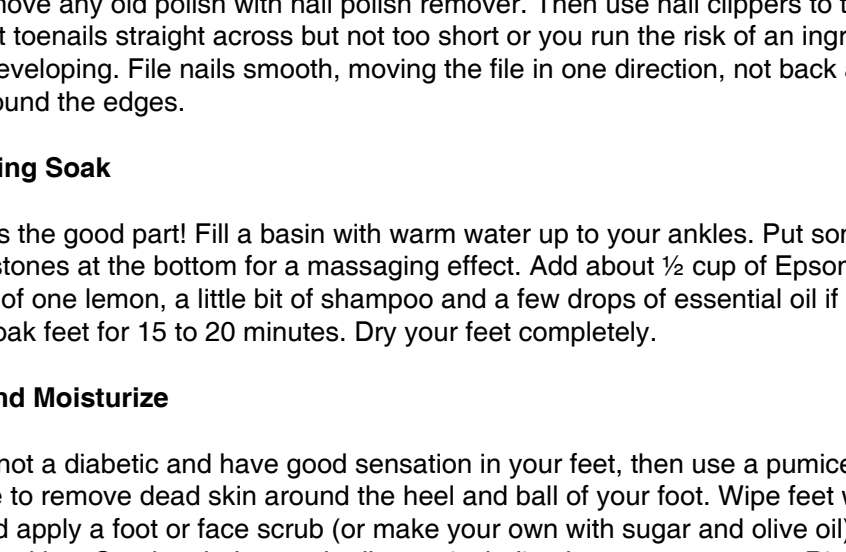 move any old polish with nail polish remover. Then use nail clippers to t
t toenails straight across but not too short or you run the risk of an ingr
eveloping. File nails smooth, moving the file in one direction, not back a
ound the edges.
ing Soak
s the good part! Fill a basin with warm water up to your ankles. Put som
stones at the bottom for a massaging effect. Add about ½ cup of Epsom
of one lemon, a little bit of shampoo and a few drops of essential oil if
oak feet for 15 to 20 minutes. Dry your feet completely.
nd Moisturize
not a diabetic and have good sensation in your feet, then use a pumice
e to remove dead skin around the heel and ball of your foot. Wipe feet w
d apply a foot or face scrub (or make your own with sugar and olive oil)